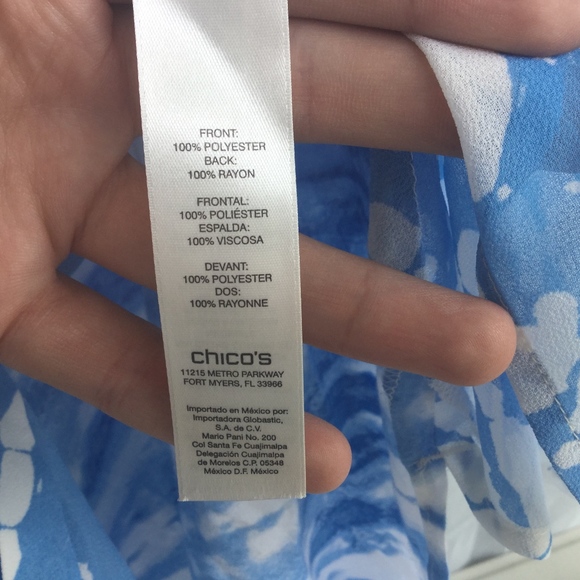 FRONT:
100% POLYESTER
BACK:
100% RAYON
FRONTAL:
100% POLIÉSTER
ESPALDA:
100% VISCOSA
DEVANT:
100% POLYESTER
DOS:
100% RAYONNE
chico's
11215 METRO PARKWAY
FORT MYERS, FL 33966
Importado en México por:
Importadora Globastic,
S.A. de C.V.
Mario Pani No. 200
Col Santa Fe Cuajimalpa
Delegación Cuajimalpa
de Morelos C.P. 05348
México D.F. México